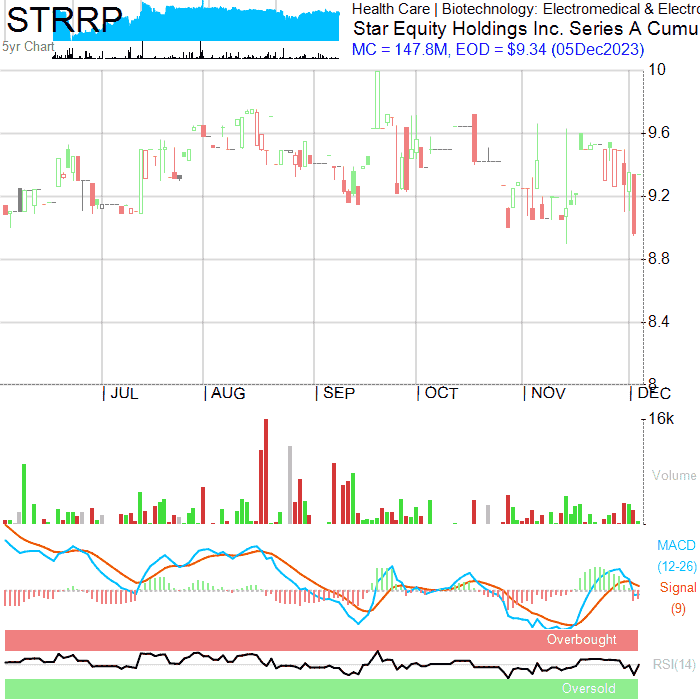 STRRP
5yr Chart
Health Care | Biotechnology: Electromedical & Electro
Star Equity Holdings Inc. Series A Cumu
MC = 147.8M, EOD = $9.34 (05Dec2023)
10
9.6
9.2
8.8
8.4
8
JUL AUG SEP OCT NOV DEC
16k
Volume
MACD
(12-26)
Signal
(9)
Overbought
RSI(14)
Oversold